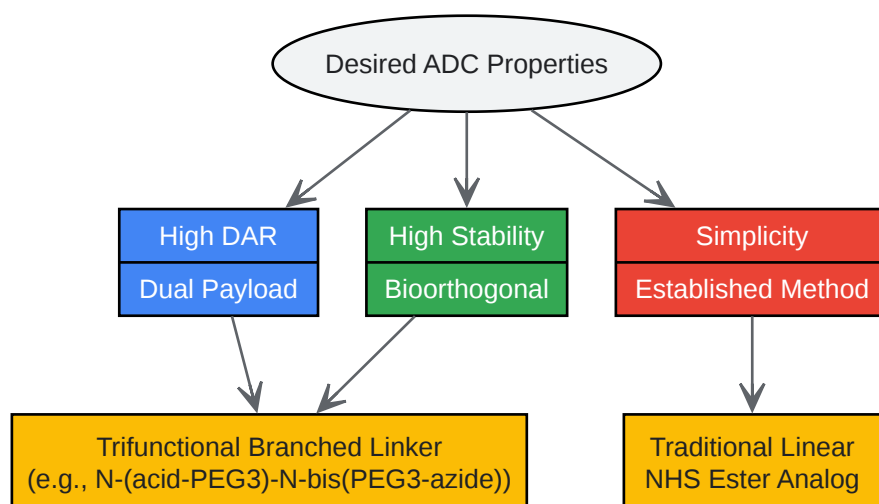 Desired ADC Properties
High DAR
Dual Payload
High Stability
Bioorthogonal
Simplicity
Established Method
Trifunctional Branched Linker
(e.g., N-(acid-PEG3)-N-bis(PEG3-azide))
Traditional Linear
NHS Ester Analog